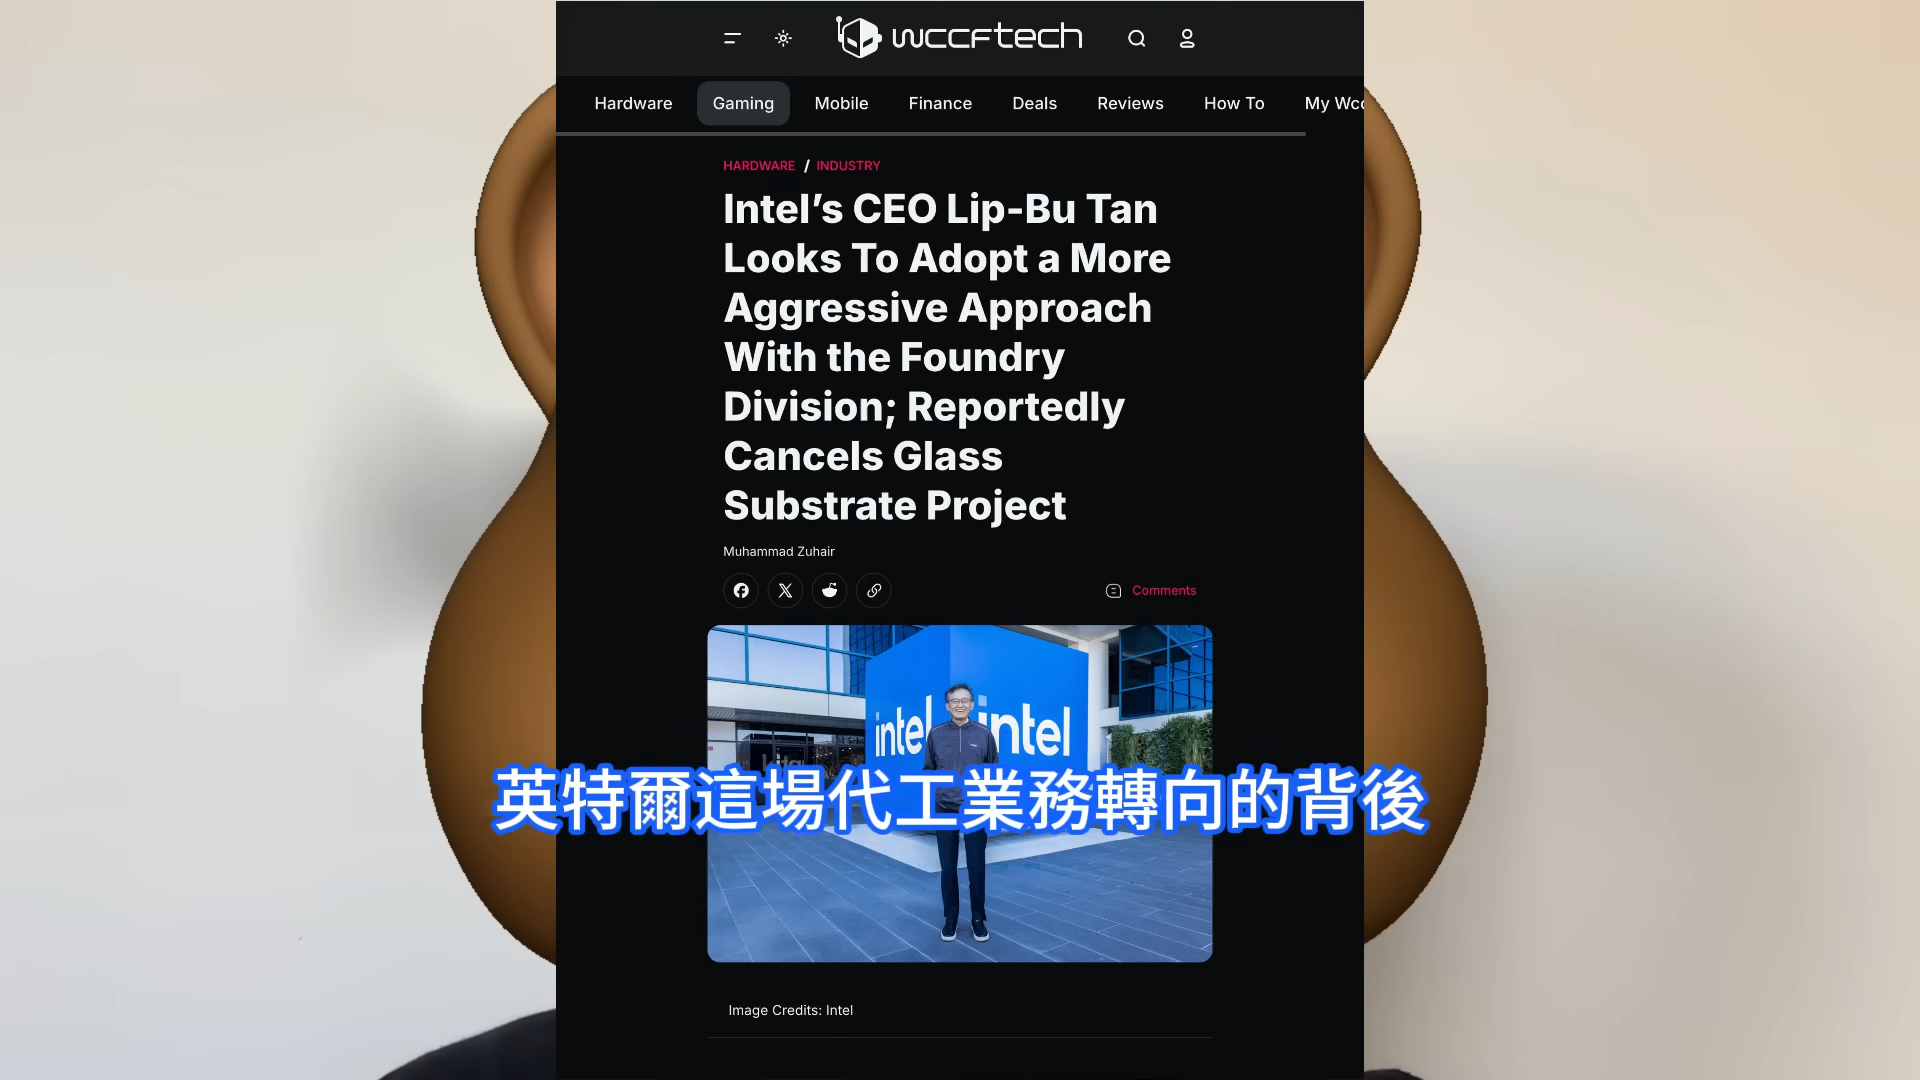 wccftech
Hardware Gaming Mobile Finance Deals Reviews How To My Wcc
HARDWARE / INDUSTRY
Intel’s CEO Lip-Bu Tan
Looks To Adopt a More
Aggressive Approach
With the Foundry
Division; Reportedly
Cancels Glass
Substrate Project
Muhammad Zuhair
Comments
intel intel
英特爾這場代工業務轉向的背後
Image Credits: Intel